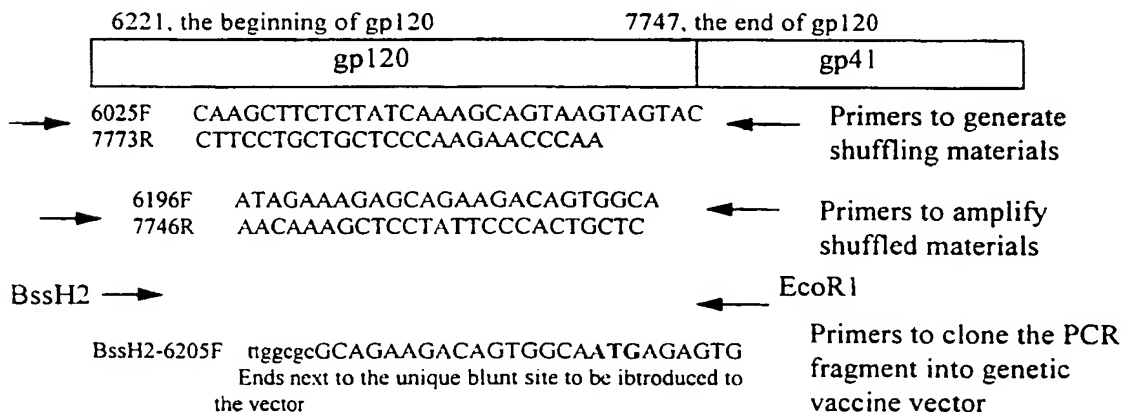 6221, the beginning of gp120 7747, the end of gp120
gp120 gp41
6025F CAAGCTTCTCTATCAAAGCAGTAAGTAGTAC
7773R CTTCCTGCTGCTCCCAAGAACCCAA
Primers to generate
shuffling materials
6196F ATAGAAAGAGCAGAAGACAGTGGCA
7746R AACAAAGCTCCTATTCCCACTGCTC
Primers to amplify
shuffled materials
BssH2 EcoR1
BssH2-6205F ttggcgcGCAGAAGACAGTGGCAATGAGAGTG
Ends next to the unique blunt site to be ibtroduced to
the vector
Primers to clone the PCR
fragment into genetic
vaccine vector